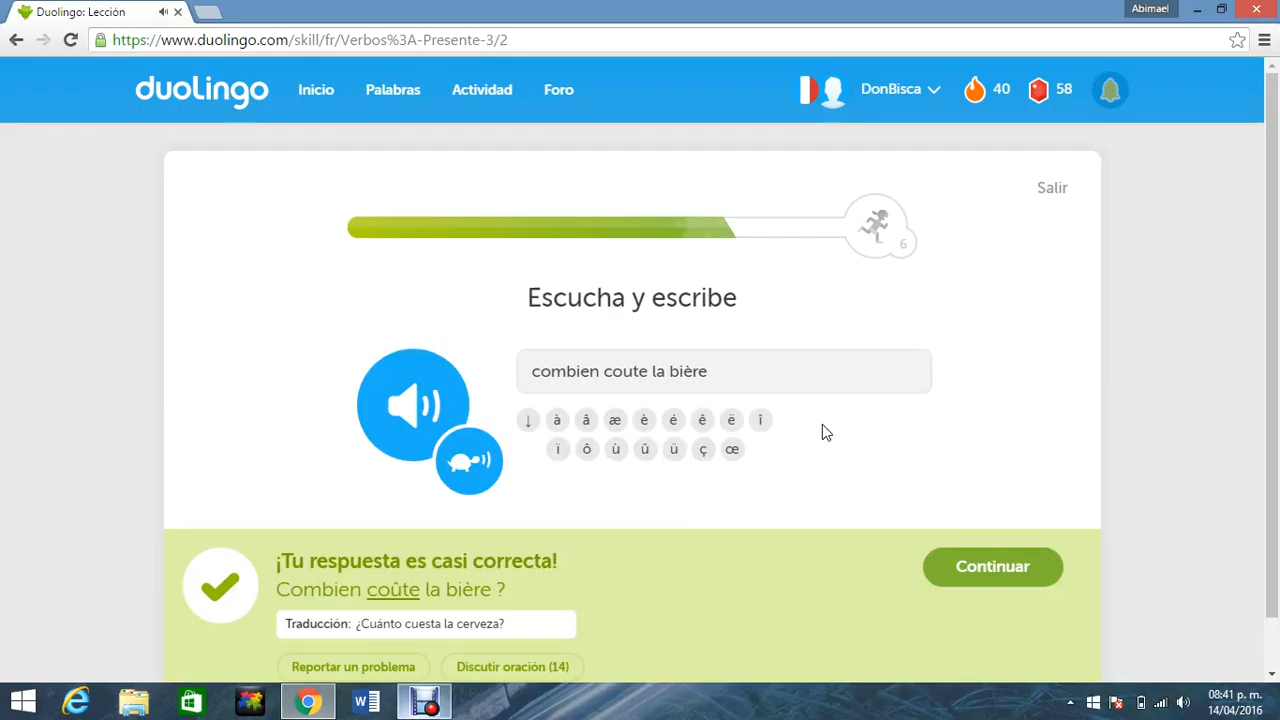 Duolingo: Lección
Abimael
https://www.duolingo.com/skill/fr/Verbos%3A-Presente-3/2
duolingo
Inicio
Palabras
Actividad
Foro
DonBisca
40
58
Salir
6
Escucha y escribe
combien coute la bière
↓ à â æ è é ê ë î
ï ô ù û ü ç œ
¡Tu respuesta es casi correcta!
Continuar
Combien coûte la bière ?
Traducción: ¿Cuánto cuesta la cerveza?
Reportar un problema
Discutir oración (14)
08:41 p. m.
14/04/2016